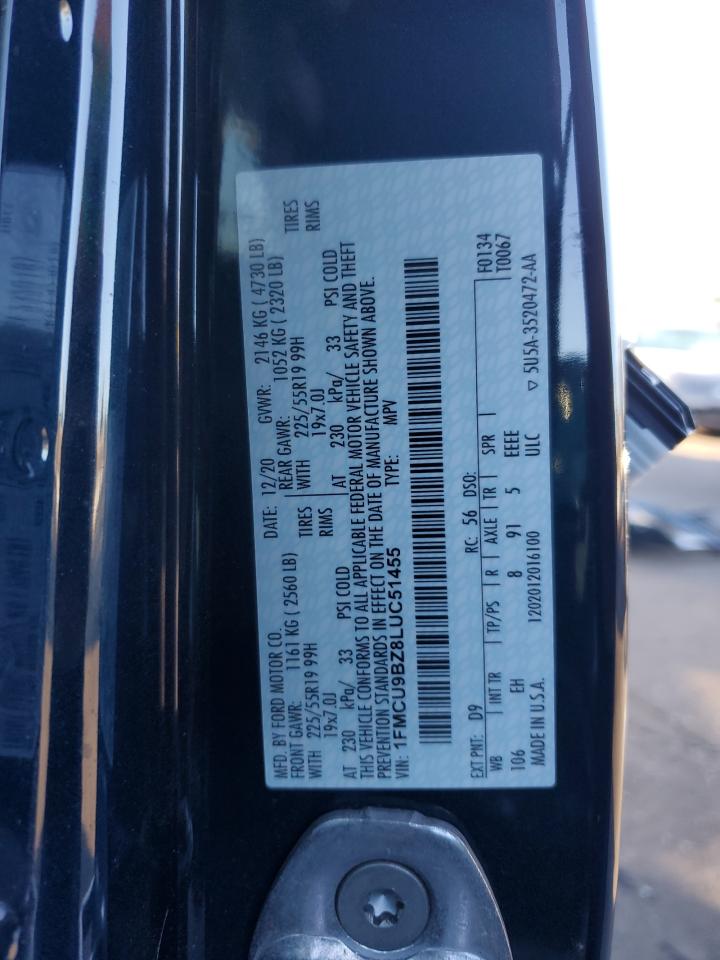 MFD. BY FORD MOTOR CO. DATE: 12/20 GVWR: 2146 KG ( 4730 LB)
FRONT GAWR: 1161 KG ( 2560 LB) REAR GAWR: 1052 KG ( 2320 LB)
WITH 225/55R19 99H TIRES WITH 225/55R19 99H TIRES
19x7.0J RIMS 19x7.0J RIMS
AT 230 kPa/ 33 PSI COLD AT 230 kPa/ 33 PSI COLD
THIS VEHICLE CONFORMS TO ALL APPLICABLE FEDERAL MOTOR VEHICLE SAFETY AND THEFT
PREVENTION STANDARDS IN EFFECT ON THE DATE OF MANUFACTURE SHOWN ABOVE.
VIN: 1FMCU9BZ8LUC51455 TYPE: MPV
EXT PNT: D9 RC: 56 DSO: F0134
WB INT TR TP/PS R AXLE TR SPR T0067
106 EH 8 91 5 EEEE
MADE IN U.S.A. 1202012016100 ULC ▽ 5U5A-3520472-AA